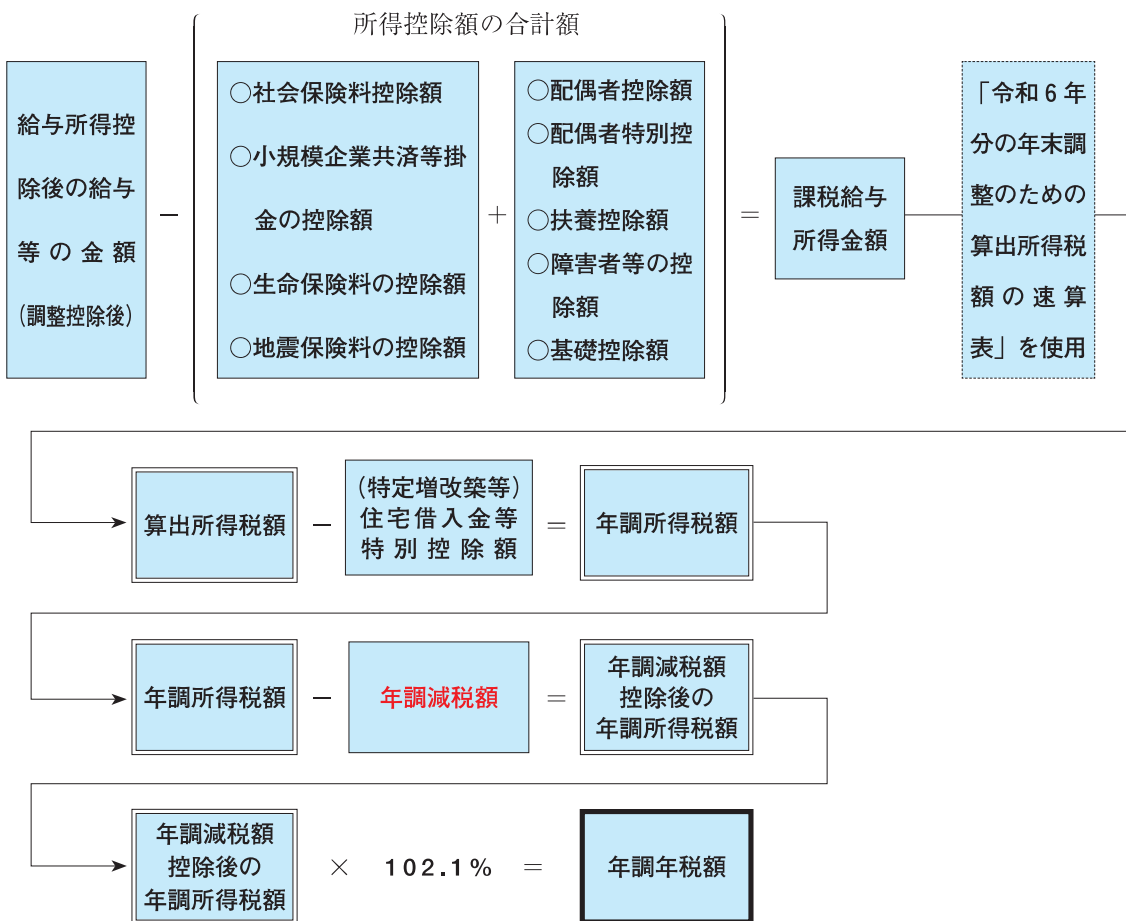 所得控除額の合計額
給与所得控
除後の給与
等の金額
(調整控除後)
−
○社会保険料控除額
○小規模企業共済等掛
金の控除額
○生命保険料の控除額
○地震保険料の控除額
+
○配偶者控除額
○配偶者特別控
除額
○扶養控除額
○障害者等の控
除額
○基礎控除額
=
課税給与
所得金額
「令和6年
分の年末調
整のための
算出所得税
額の速算
表」を使用
算出所得税額
−
(特定増改築等)
住宅借入金等
特別控除額
=
年調所得税額
年調所得税額
−
年調減税額
=
年調減税額
控除後の
年調所得税額
年調減税額
控除後の
年調所得税額
× 102.1% =
年調年税額